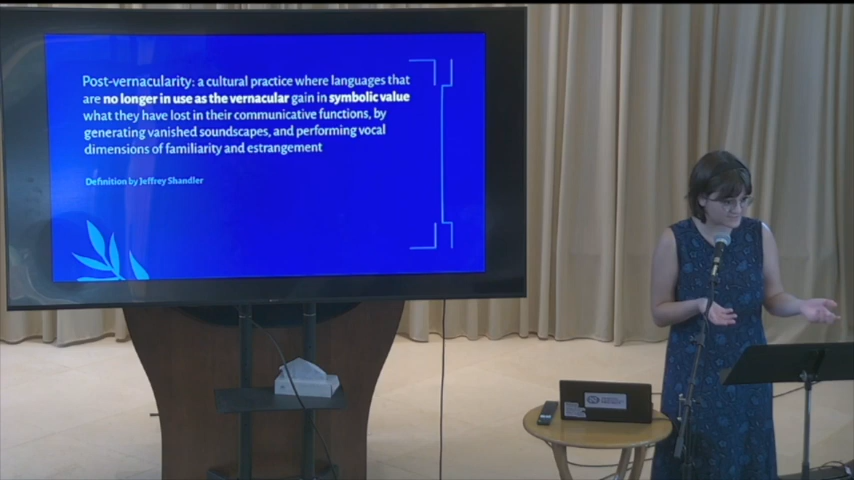 Post-vernacularity: a cultural practice where languages that
are no longer in use as the vernacular gain in symbolic value
what they have lost in their communicative functions, by
generating vanished soundscapes, and performing vocal
dimensions of familiarity and estrangement
Definition by Jeffrey Shandler